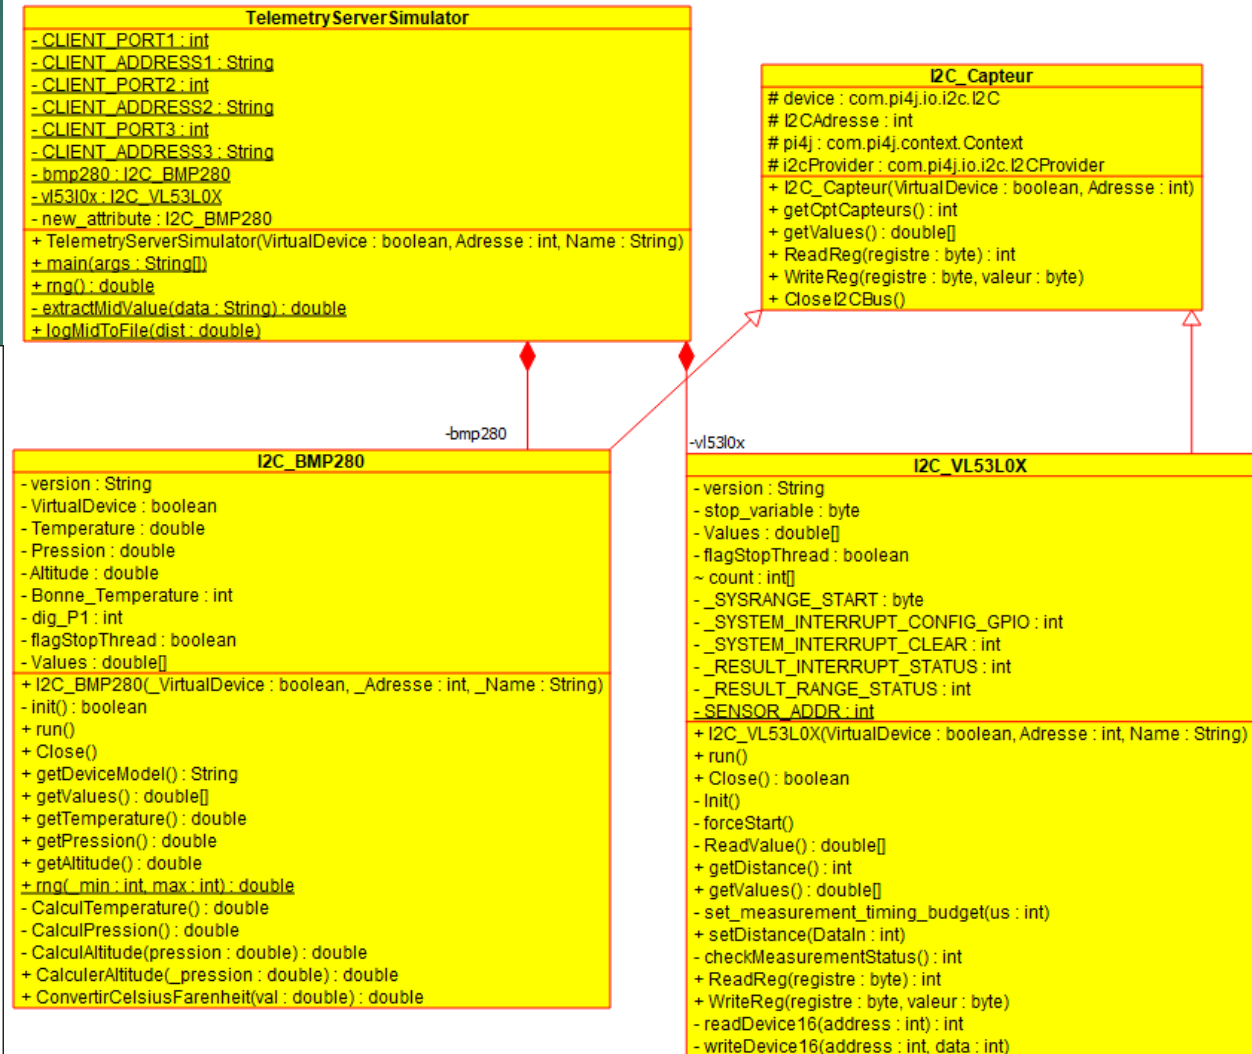 TelemetryServerSimulator
- CLIENT_PORT1 : int
- CLIENT_ADDRESS1 : String
- CLIENT_PORT2 : int
- CLIENT_ADDRESS2 : String
- CLIENT_PORT3 : int
- CLIENT_ADDRESS3 : String
- bmp280 : I2C_BMP280
- vl53l0x : I2C_VL53L0X
- new_attribute : I2C_BMP280
+ TelemetryServerSimulator(VirtualDevice : boolean, Adresse : int, Name : String)
+ main(args : String[])
+ rng() : double
- extractMidValue(data : String) : double
+ logMidToFile(dist : double)
I2C_Capteur
# device : com.pi4j.io.i2c.I2C
# I2CAdresse : int
# pi4j : com.pi4j.context.Context
# i2cProvider : com.pi4j.io.i2c.I2CProvider
+ I2C_Capteur(VirtualDevice : boolean, Adresse : int)
+ getCptCapteurs() : int
+ getValues() : double[]
+ ReadReg(registre : byte) : int
+ WriteReg(registre : byte, valeur : byte)
+ CloseI2CBus()
-bmp280
-vl53l0x
I2C_BMP280
- version : String
- VirtualDevice : boolean
- Temperature : double
- Pression : double
- Altitude : double
- Bonne_Temperature : int
- dig_P1 : int
- flagStopThread : boolean
- Values : double[]
+ I2C_BMP280(_VirtualDevice : boolean, _Adresse : int, _Name : String)
- init() : boolean
+ run()
+ Close()
+ getDeviceModel() : String
+ getValues() : double[]
+ getTemperature() : double
+ getPression() : double
+ getAltitude() : double
+ rng(_min : int, max : int) : double
- CalculTemperature() : double
- CalculPression() : double
- CalculAltitude(pression : double) : double
+ CalculerAltitude(_pression : double) : double
+ ConvertirCelsiusFarenheit(val : double) : double
I2C_VL53L0X
- version : String
- stop_variable : byte
- Values : double[]
- flagStopThread : boolean
~ count : int[]
- _SYSRANGE_START : byte
- _SYSTEM_INTERRUPT_CONFIG_GPIO : int
- _SYSTEM_INTERRUPT_CLEAR : int
- _RESULT_INTERRUPT_STATUS : int
- _RESULT_RANGE_STATUS : int
- SENSOR_ADDR : int
+ I2C_VL53L0X(VirtualDevice : boolean, Adresse : int, Name : String)
+ run()
+ Close() : boolean
- Init()
- forceStart()
- ReadValue() : double[]
+ getDistance() : int
+ getValues() : double[]
- set_measurement_timing_budget(us : int)
+ setDistance(DataIn : int)
- checkMeasurementStatus() : int
+ ReadReg(registre : byte) : int
+ WriteReg(registre : byte, valeur : byte)
- readDevice16(address : int) : int
- writeDevice16(address : int, data : int)